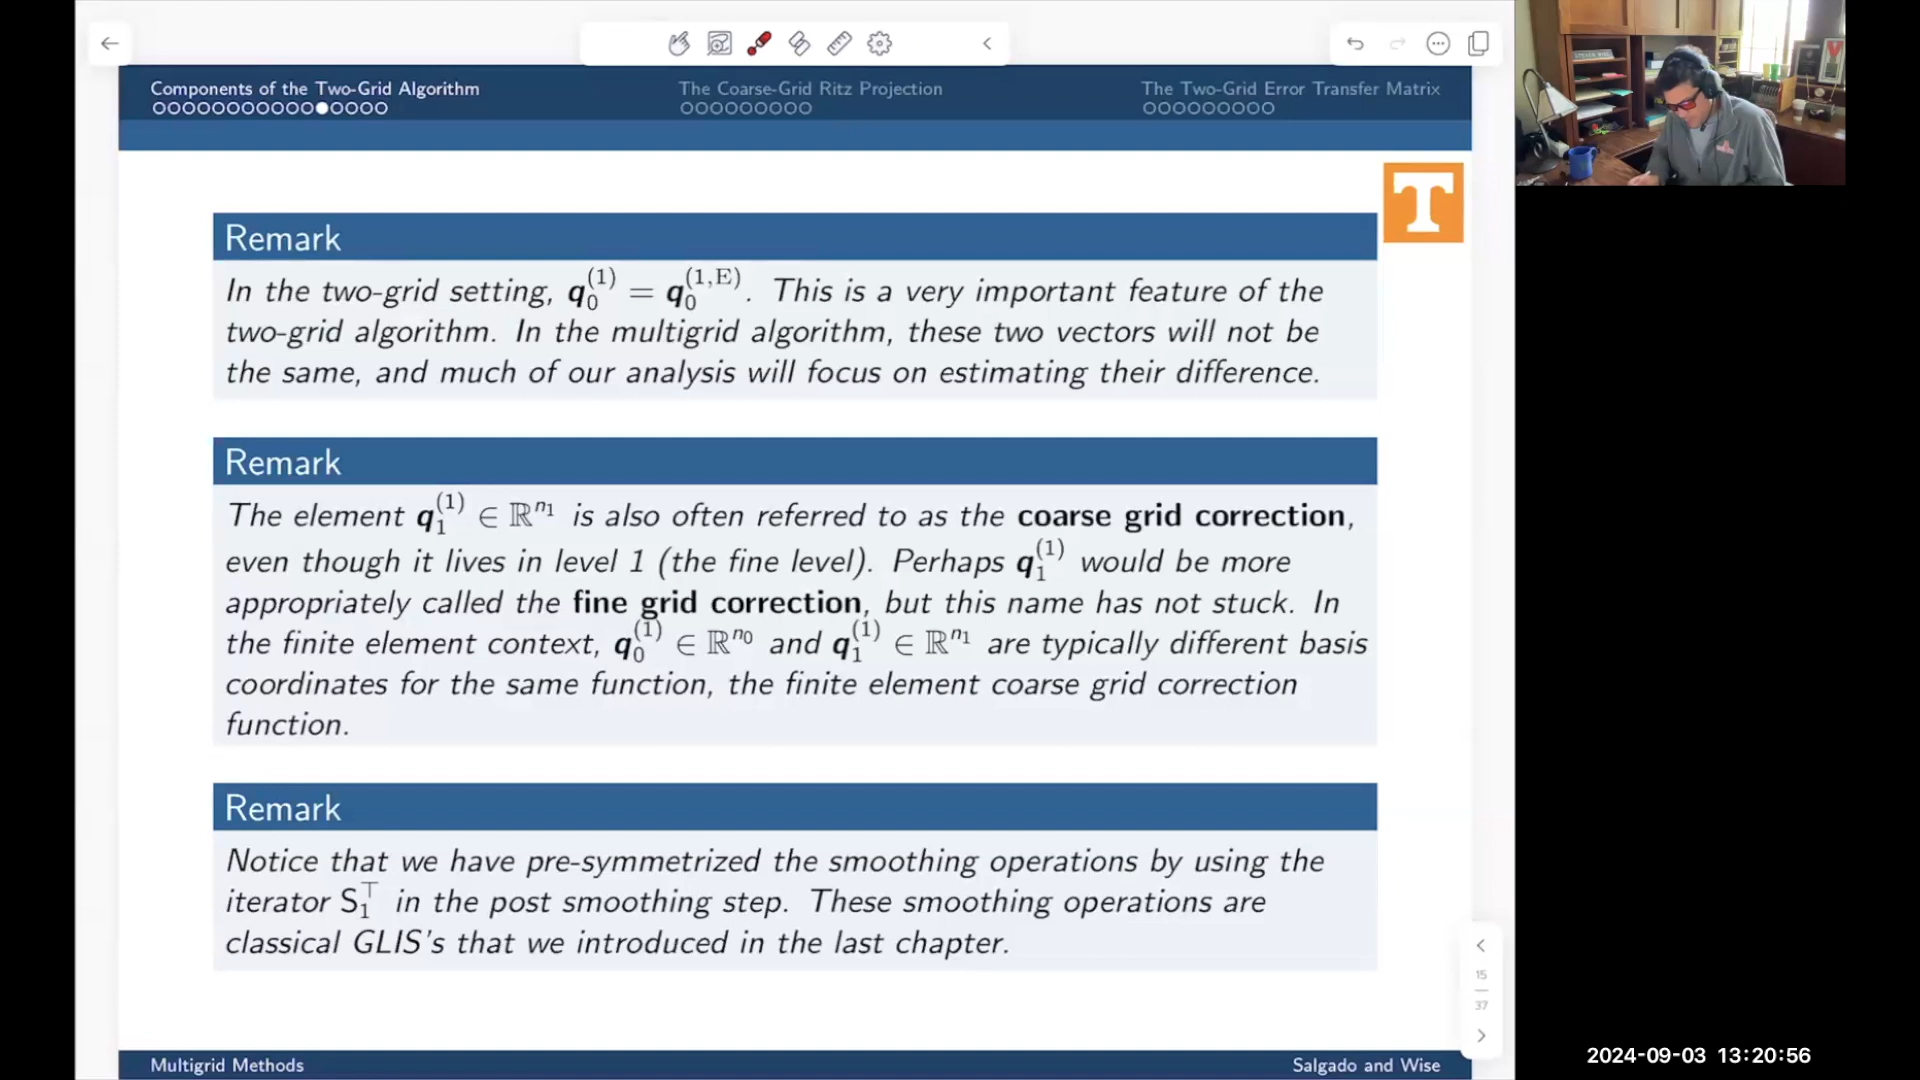 Components of the Two-Grid Algorithm
The Coarse-Grid Ritz Projection
The Two-Grid Error Transfer Matrix
T
Remark
In the two-grid setting, q_0^(1) = q_0^(1,E). This is a very important feature of the
two-grid algorithm. In the multigrid algorithm, these two vectors will not be
the same, and much of our analysis will focus on estimating their difference.
Remark
The element q_1^(1) ∈ ℝ^n_1 is also often referred to as the coarse grid correction,
even though it lives in level 1 (the fine level). Perhaps q_1^(1) would be more
appropriately called the fine grid correction, but this name has not stuck. In
the finite element context, q_0^(1) ∈ ℝ^n_0 and q_1^(1) ∈ ℝ^n_1 are typically different basis
coordinates for the same function, the finite element coarse grid correction
function.
Remark
Notice that we have pre-symmetrized the smoothing operations by using the
iterator S_1^⊤ in the post smoothing step. These smoothing operations are
classical GLIS's that we introduced in the last chapter.
15
37
Multigrid Methods
Salgado and Wise
2024-09-03 13:20:56